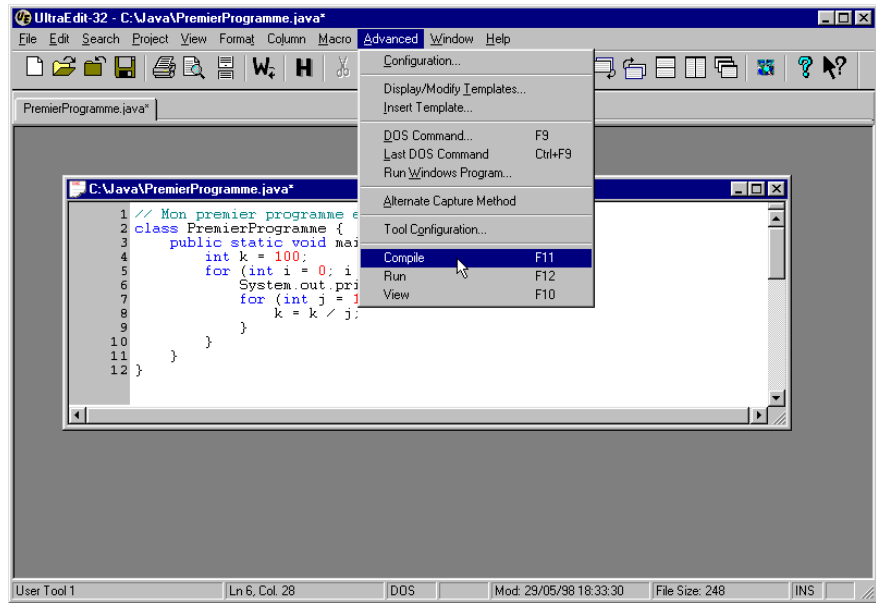 UltraEdit-32 - C:\Java\PremierProgramme.java*
File Edit Search Project View Format Column Macro Advanced Window Help
PremierProgramme.java*
Configuration...
Display/Modify Templates...
Insert Template...
DOS Command... F9
Last DOS Command Ctrl+F9
Run Windows Program...
Alternate Capture Method
Tool Configuration...
Compile F11
Run F12
View F10
C:\Java\PremierProgramme.java*
1 // Mon premier programme e
2 class PremierProgramme {
3 public static void mai
4 int k = 100;
5 for (int i = 0; i
6 System.out.pri
7 for (int j = 1
8 k = k / j;
9 }
10 }
11 }
12 }
User Tool 1 Ln 6, Col. 28 DOS Mod: 29/05/98 18:33:30 File Size: 248 INS